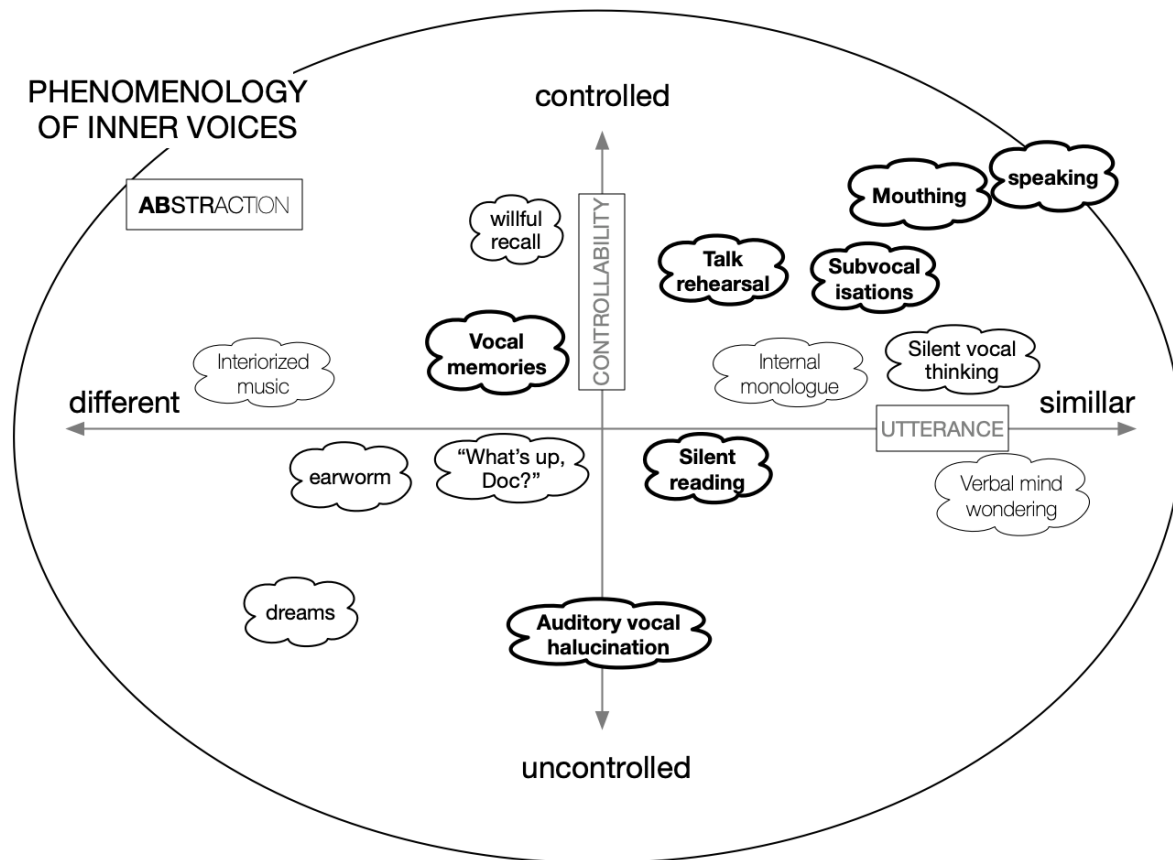 PHENOMENOLOGY
OF INNER VOICES
controlled
ABSTRACTION
CONTROLLABILITY
speaking
Mouthing
willful
recall
Talk
rehearsal
Subvocal
isations
Vocal
memories
Interiorized
music
Internal
monologue
Silent vocal
thinking
different
simillar
UTTERANCE
earworm
“What’s up,
Doc?”
Silent
reading
Verbal mind
wondering
dreams
Auditory vocal
halucination
uncontrolled